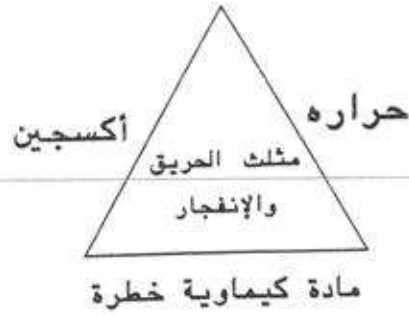 حراره
أكسجين
مثلث الحريق
والإنفجار
مادة كيماوية خطرة